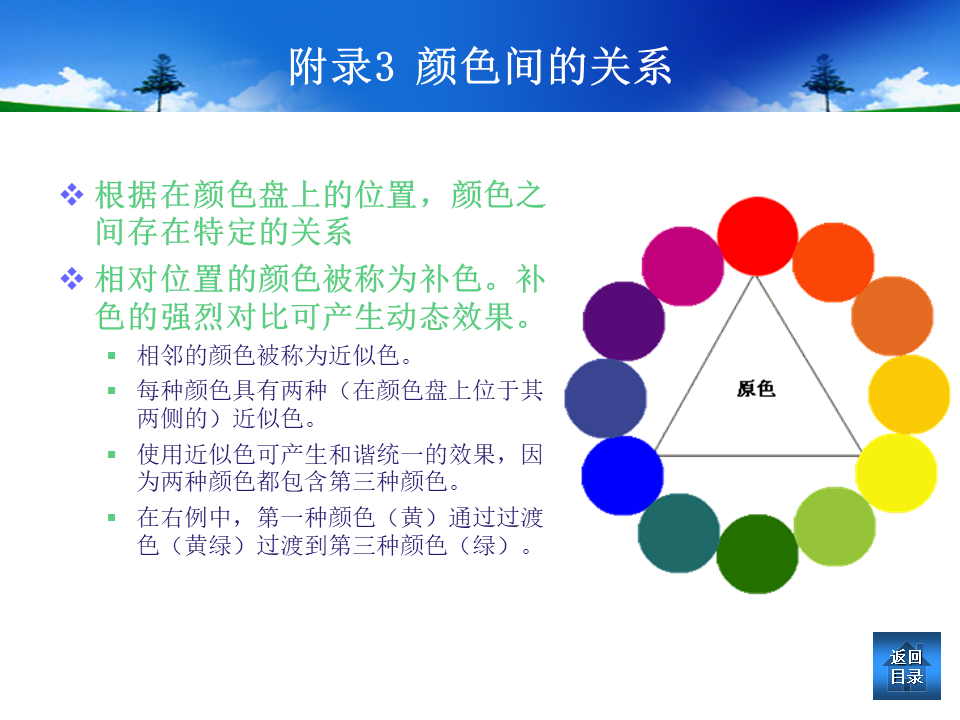 附录3 颜色间的关系
根据在颜色盘上的位置，颜色之
间存在特定的关系
相对位置的颜色被称为补色。补
色的强烈对比可产生动态效果。
相邻的颜色被称为近似色。
每种颜色具有两种（在颜色盘上位于其
两侧的）近似色。
使用近似色可产生和谐统一的效果，因
为两种颜色都包含第三种颜色。
在右例中，第一种颜色（黄）通过过渡
色（黄绿）过渡到第三种颜色（绿）。
原色
返回
目录